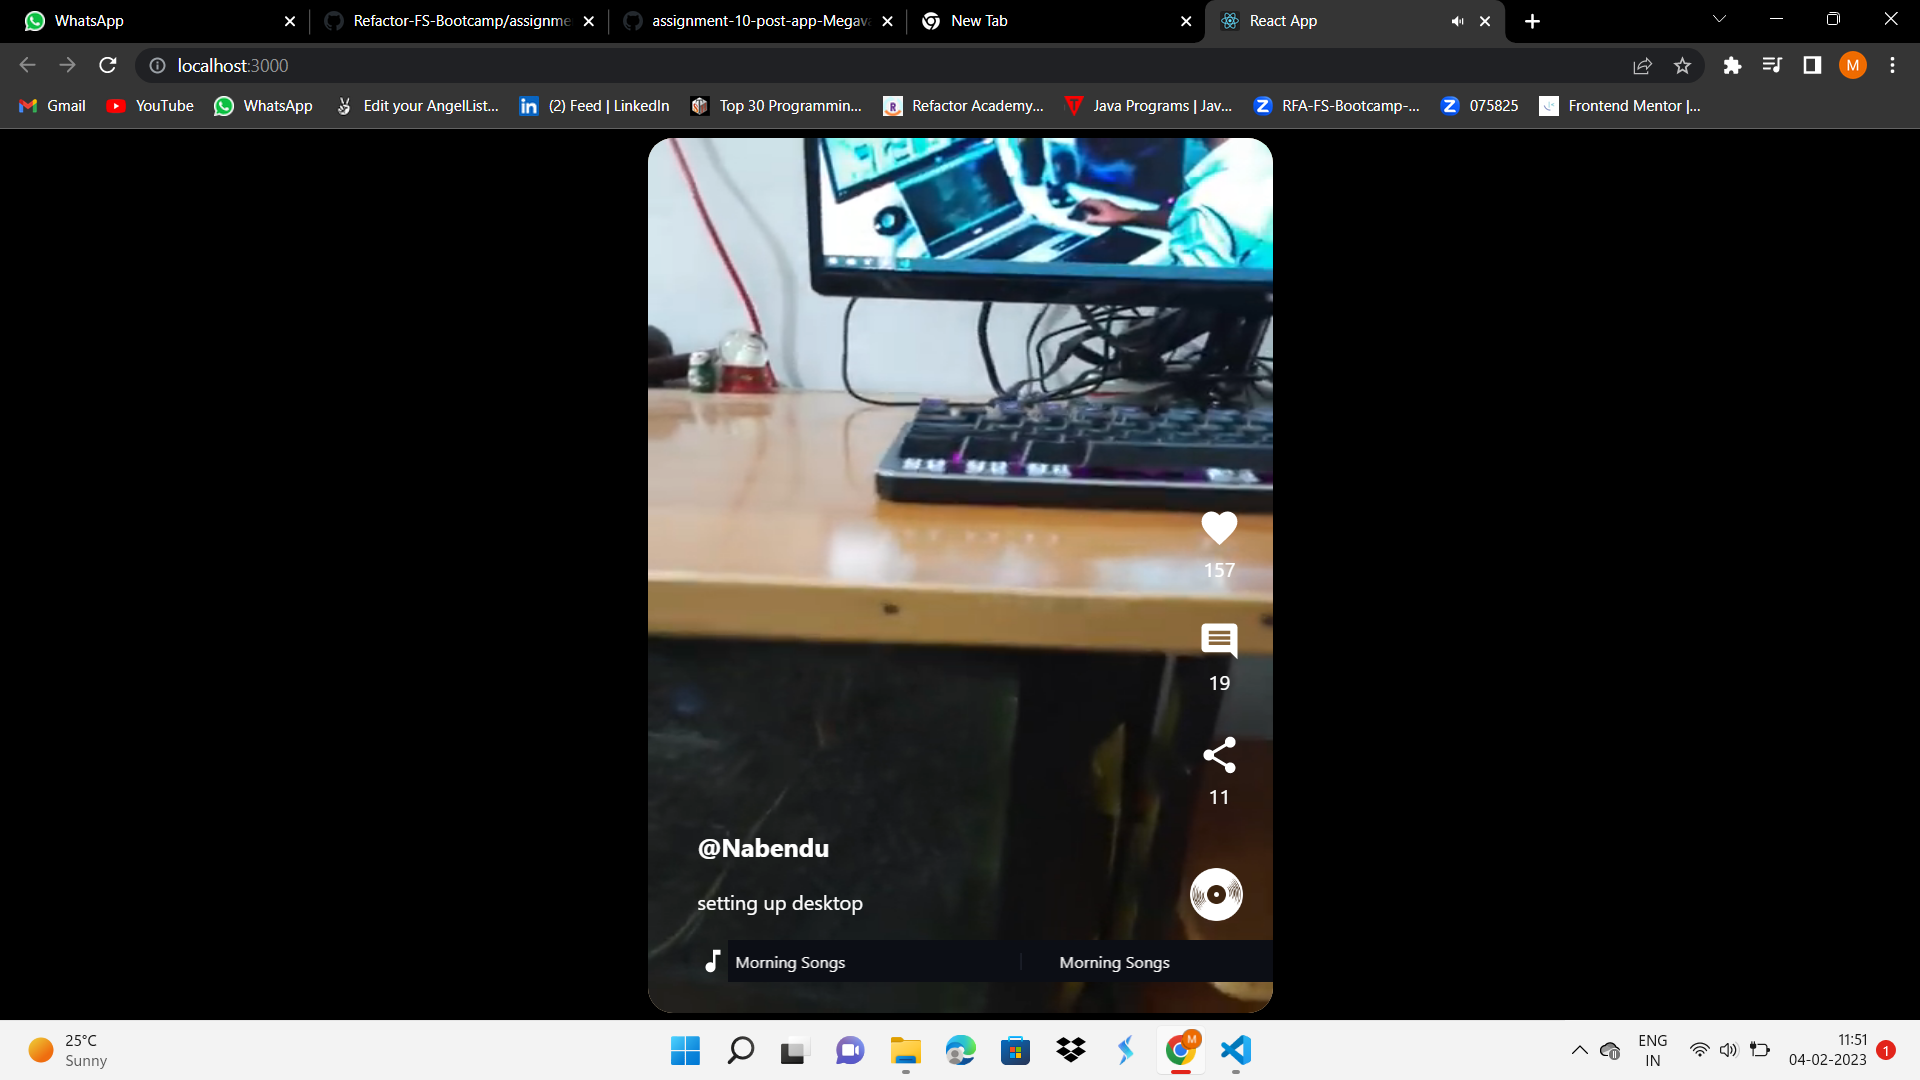 WhatsApp
Refactor-FS-Bootcamp/assignme
assignment-10-post-app-Megava
New Tab
React App
localhost:3000
M
Gmail
YouTube
WhatsApp
Edit your AngelList...
(2) Feed | LinkedIn
Top 30 Programmin...
Refactor Academy...
Java Programs | Jav...
RFA-FS-Bootcamp-...
075825
Frontend Mentor |...
157
19
11
@Nabendu
setting up desktop
Morning Songs
Morning Songs
25°C
Sunny
M
ENG
IN
11:51
04-02-2023
1